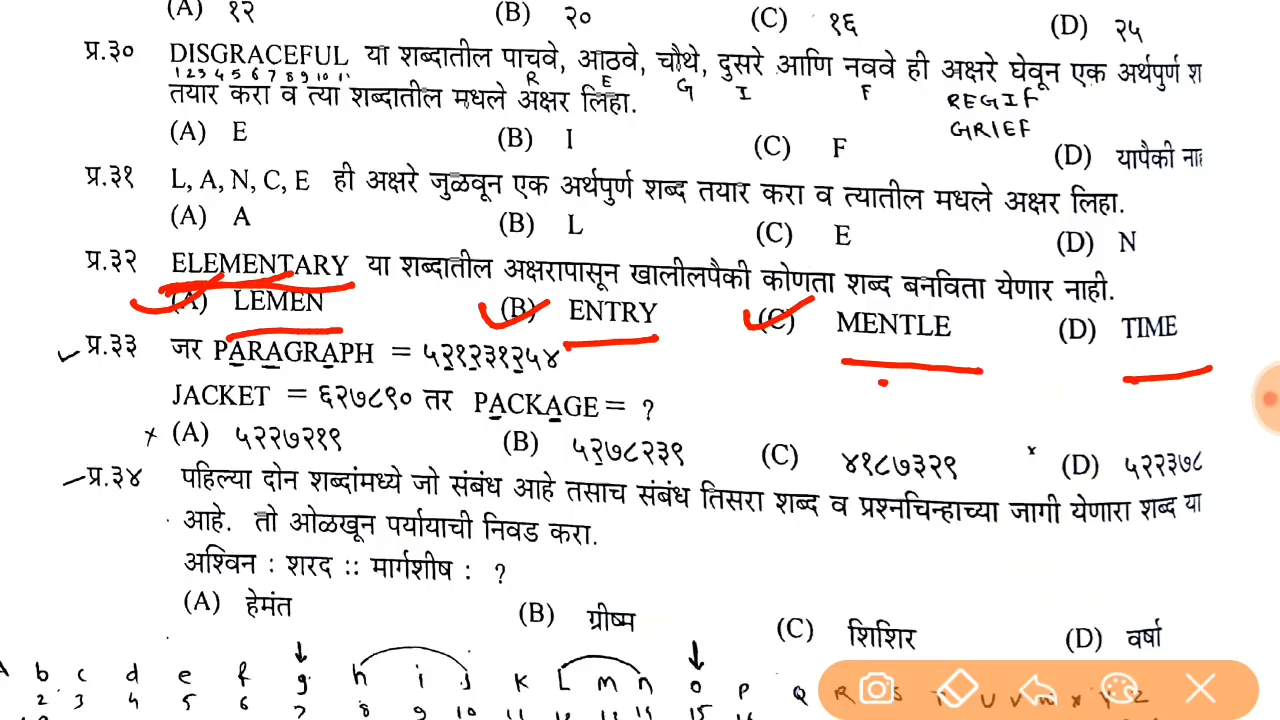 (A) १२ (B) २० (C) १६ (D) २५
प्र.३० DISGRACEFUL या शब्दातील पाचवे, आठवे, चौथे, दुसरे आणि नववे ही अक्षरे घेवून एक अर्थपुर्ण श
1 2 3 4 5 6 7 8 9 10 11 R E G I F REGIF
तयार करा व त्या शब्दातील मधले अक्षर लिहा. GRIEF
(A) E (B) I (C) F (D) यापैकी नाह
प्र.३१ L, A, N, C, E ही अक्षरे जुळवून एक अर्थपुर्ण शब्द तयार करा व त्यातील मधले अक्षर लिहा.
(A) A (B) L (C) E (D) N
प्र.३२ ELEMENTARY या शब्दातील अक्षरापासून खालीलपैकी कोणता शब्द बनविता येणार नाही.
(A) LEMEN (B) ENTRY (C) MENTLE (D) TIME
प्र.३३ जर PARAGRAPH = ५२१२३१२५४
JACKET = ६२७८९० तर PACKAGE = ?
(A) ५२२७२१९ (B) ५२७८२३९ (C) ४१८७३२९ (D) ५२२३७८
प्र.३४ पहिल्या दोन शब्दांमध्ये जो संबंध आहे तसाच संबंध तिसरा शब्द व प्रश्नचिन्हाच्या जागी येणारा शब्द या
आहे. तो ओळखून पर्यायाची निवड करा.
अश्विन : शरद :: मार्गशीष : ?
(A) हेमंत (B) ग्रीष्म (C) शिशिर (D) वर्षा
b c d e f g h i j k L m n o p Q R S T U V W X Y Z
2 3 4 5 6 7 8 9 10 11 12 13 14 15 16